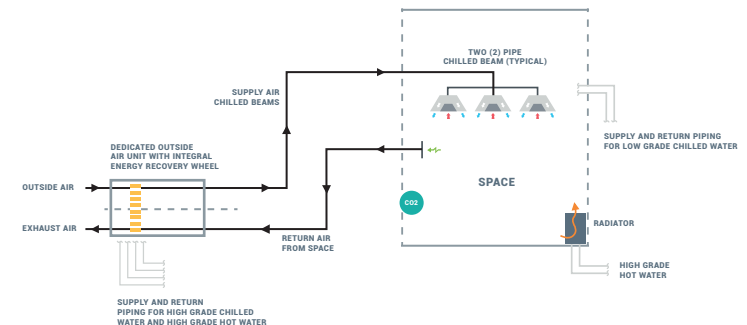 TWO (2) PIPE
CHILLED BEAM (TYPICAL)
SUPPLY AIR
CHILLED BEAMS
SUPPLY AND RETURN PIPING
FOR LOW GRADE CHILLED WATER
DEDICATED OUTSIDE
AIR UNIT WITH INTEGRAL
ENERGY RECOVERY WHEEL
OUTSIDE AIR
SPACE
CO2
EXHAUST AIR
RETURN AIR
FROM SPACE
RADIATOR
HIGH GRADE
HOT WATER
SUPPLY AND RETURN
PIPING FOR HIGH GRADE CHILLED
WATER AND HIGH GRADE HOT WATER